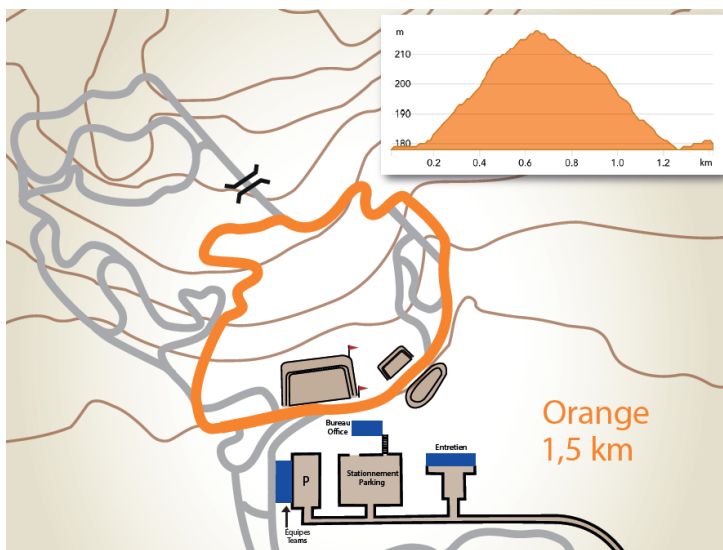 m
210
200
190
180
0.2 0.4 0.6 0.8 1.0 1.2 km
Orange
1,5 km
Bureau
Office
Entretien
P
Stationnement
Parking
Equipes
Teams